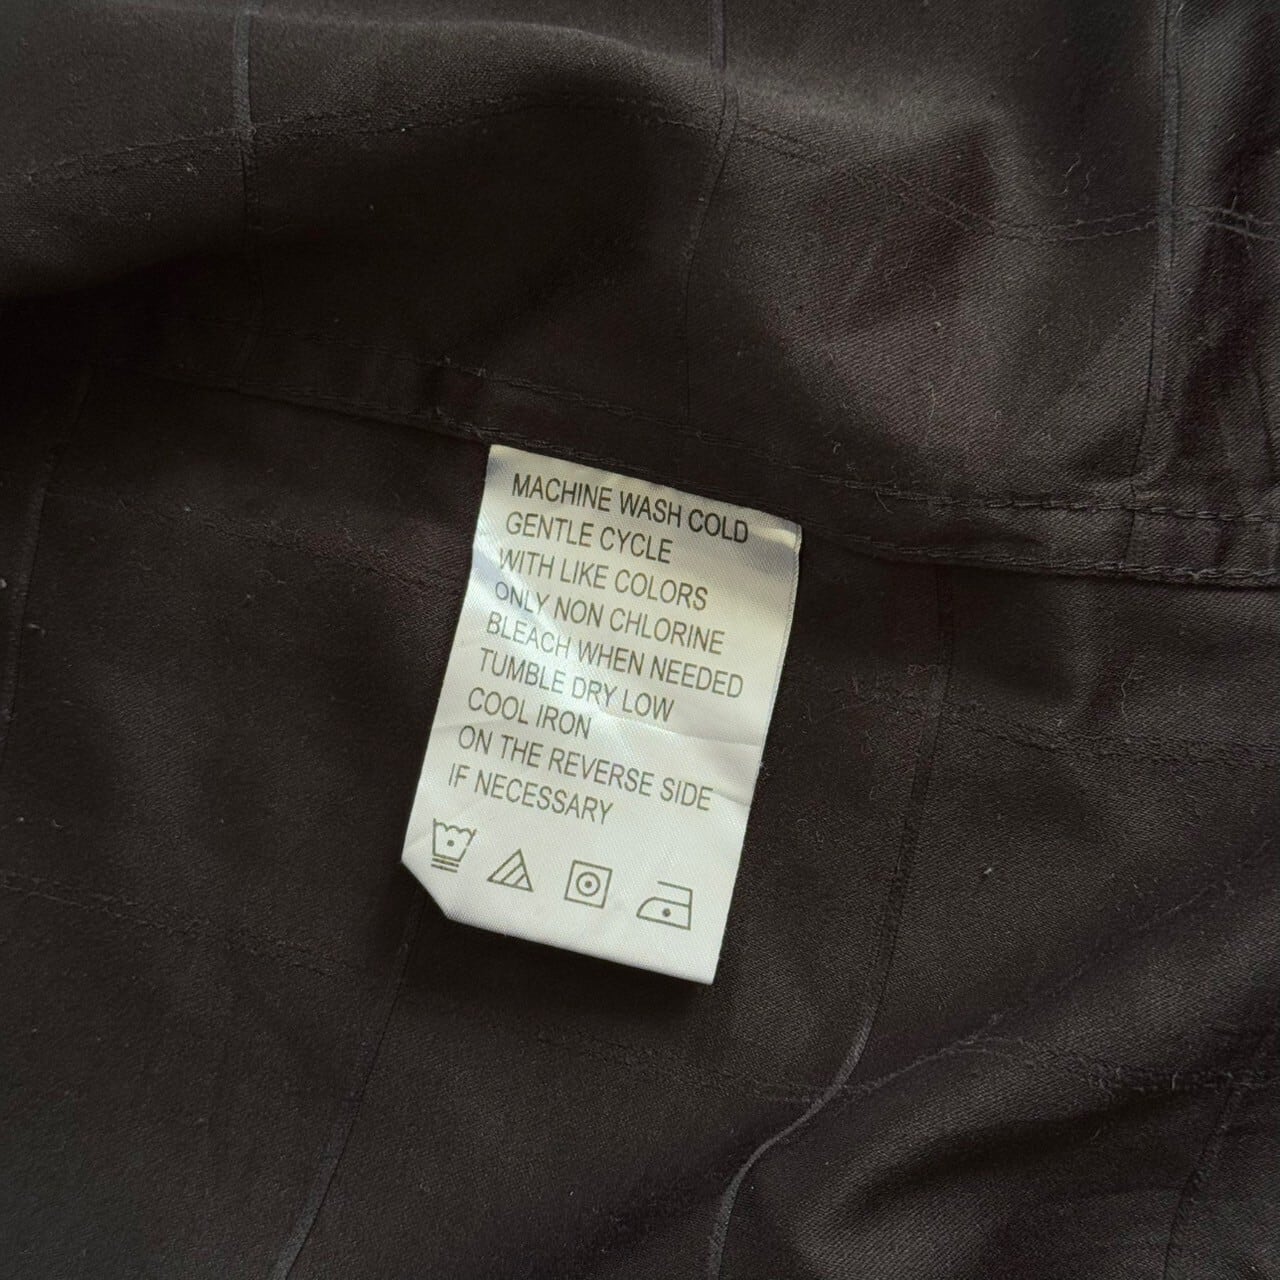 MACHINE WASH COLD
GENTLE CYCLE
WITH LIKE COLORS
ONLY NON CHLORINE
BLEACH WHEN NEEDED
TUMBLE DRY LOW
COOL IRON
ON THE REVERSE SIDE
IF NECESSARY